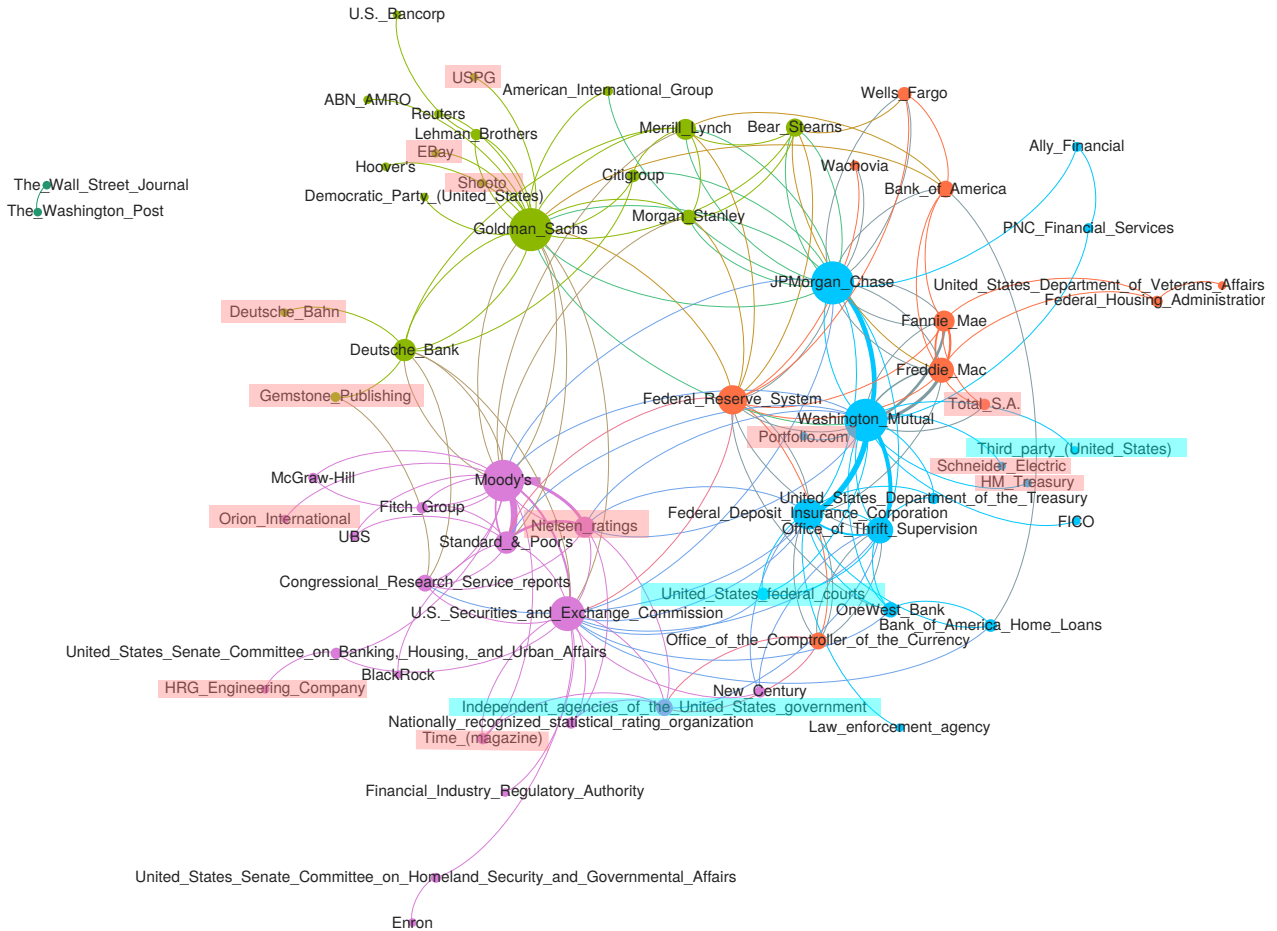 U.S._Bancorp
USPG
American_International_Group
Wells_Fargo
ABN_AMRO
Reuters
Merrill_Lynch
Bear_Stearns
Lehman_Brothers
Ally_Financial
EBay
Hoover's
Wachovia
Citigroup
Shooto
The_Wall_Street_Journal
Bank_of_America
Democratic_Party_(United_States)
The_Washington_Post
Morgan_Stanley
Goldman_Sachs
PNC_Financial_Services
JPMorgan_Chase
United_States_Department_of_Veterans_Affairs
Federal_Housing_Administration
Deutsche_Bahn
Fannie_Mae
Deutsche_Bank
Freddie_Mac
Gemstone_Publishing
Federal_Reserve_System
Total_S.A.
Washington_Mutual
Portfolio.com
Third_party_(United_States)
Schneider_Electric
McGraw-Hill
Moody's
HM_Treasury
United_States_Department_of_the_Treasury
Fitch_Group
Federal_Deposit_Insurance_Corporation
Orion_International
Nielsen_ratings
FICO
Office_of_Thrift_Supervision
UBS
Standard_&_Poor's
Congressional_Research_Service_reports
United_States_federal_courts
U.S._Securities_and_Exchange_Commission
OneWest_Bank
Bank_of_America_Home_Loans
Office_of_the_Comptroller_of_the_Currency
United_States_Senate_Committee_on_Banking,_Housing,_and_Urban_Affairs
BlackRock
HRG_Engineering_Company
New_Century
Independent_agencies_of_the_United_States_government
Nationally_recognized_statistical_rating_organization
Law_enforcement_agency
Time_(magazine)
Financial_Industry_Regulatory_Authority
United_States_Senate_Committee_on_Homeland_Security_and_Governmental_Affairs
Enron